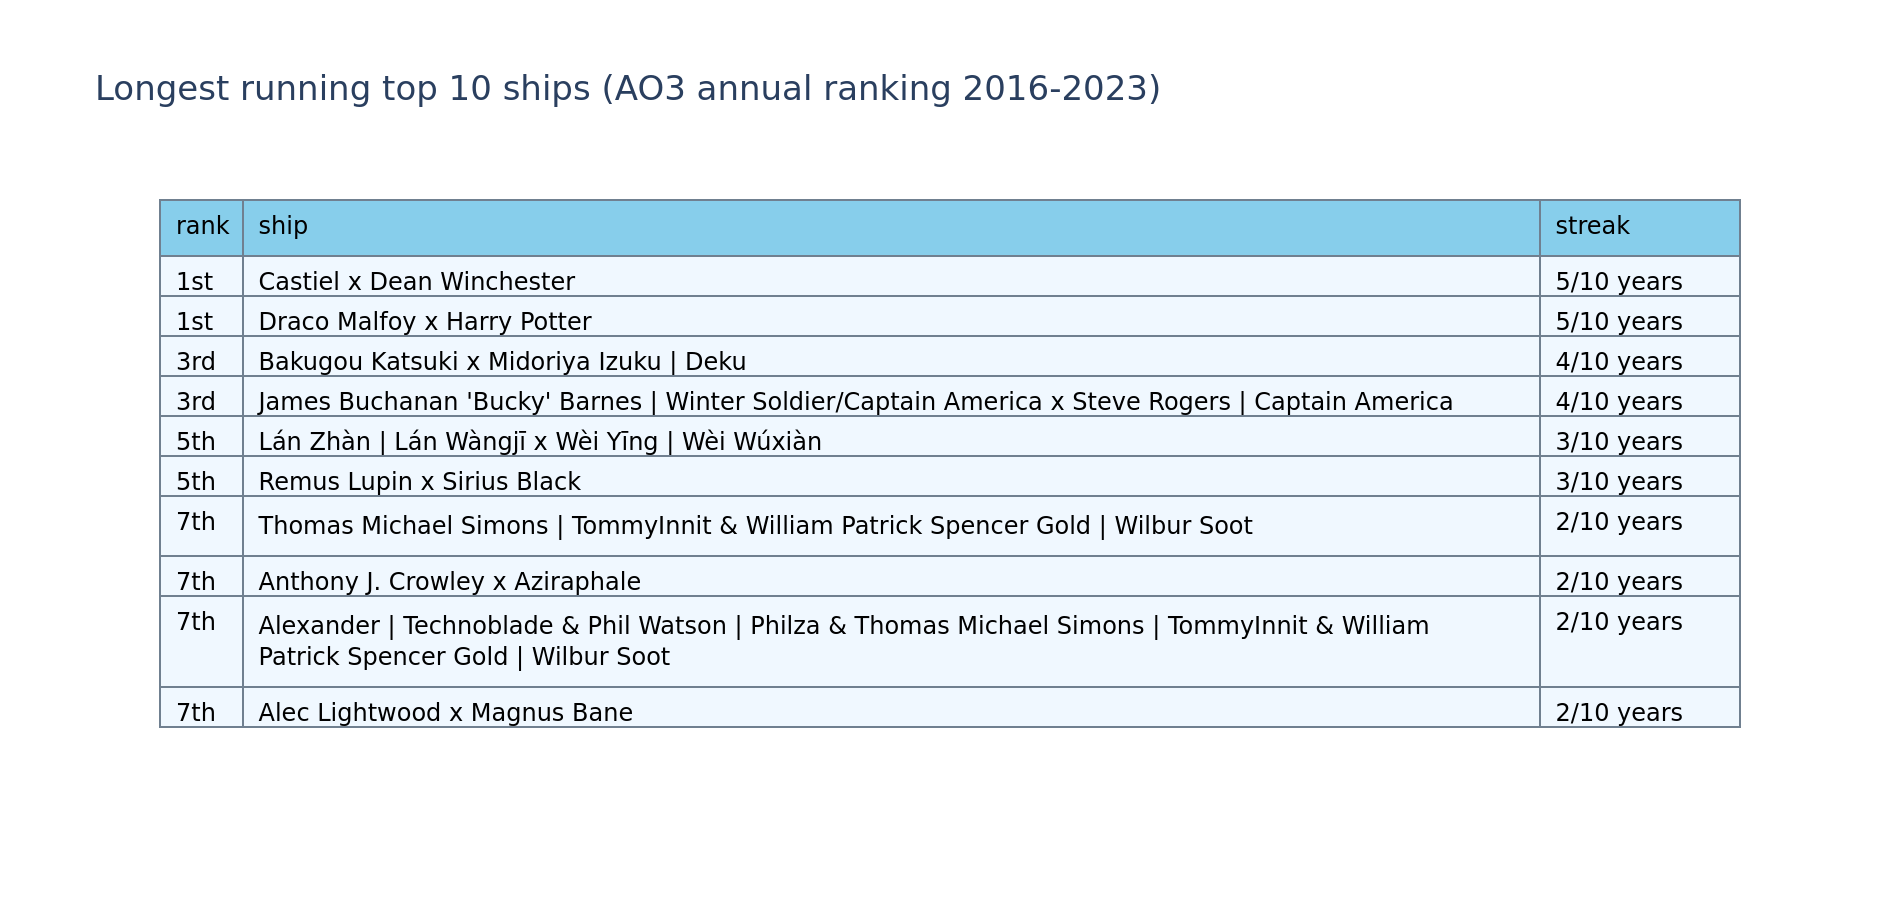 Longest running top 10 ships (AO3 annual ranking 2016-2023)
rank ship streak
1st Castiel x Dean Winchester 5/10 years
1st Draco Malfoy x Harry Potter 5/10 years
3rd Bakugou Katsuki x Midoriya Izuku | Deku 4/10 years
3rd James Buchanan 'Bucky' Barnes | Winter Soldier/Captain America x Steve Rogers | Captain America 4/10 years
5th Lán Zhàn | Lán Wàngjī x Wèi Yīng | Wèi Wúxiàn 3/10 years
5th Remus Lupin x Sirius Black 3/10 years
7th Thomas Michael Simons | TommyInnit & William Patrick Spencer Gold | Wilbur Soot 2/10 years
7th Anthony J. Crowley x Aziraphale 2/10 years
7th Alexander | Technoblade & Phil Watson | Philza & Thomas Michael Simons | TommyInnit & William 2/10 years
Patrick Spencer Gold | Wilbur Soot
7th Alec Lightwood x Magnus Bane 2/10 years